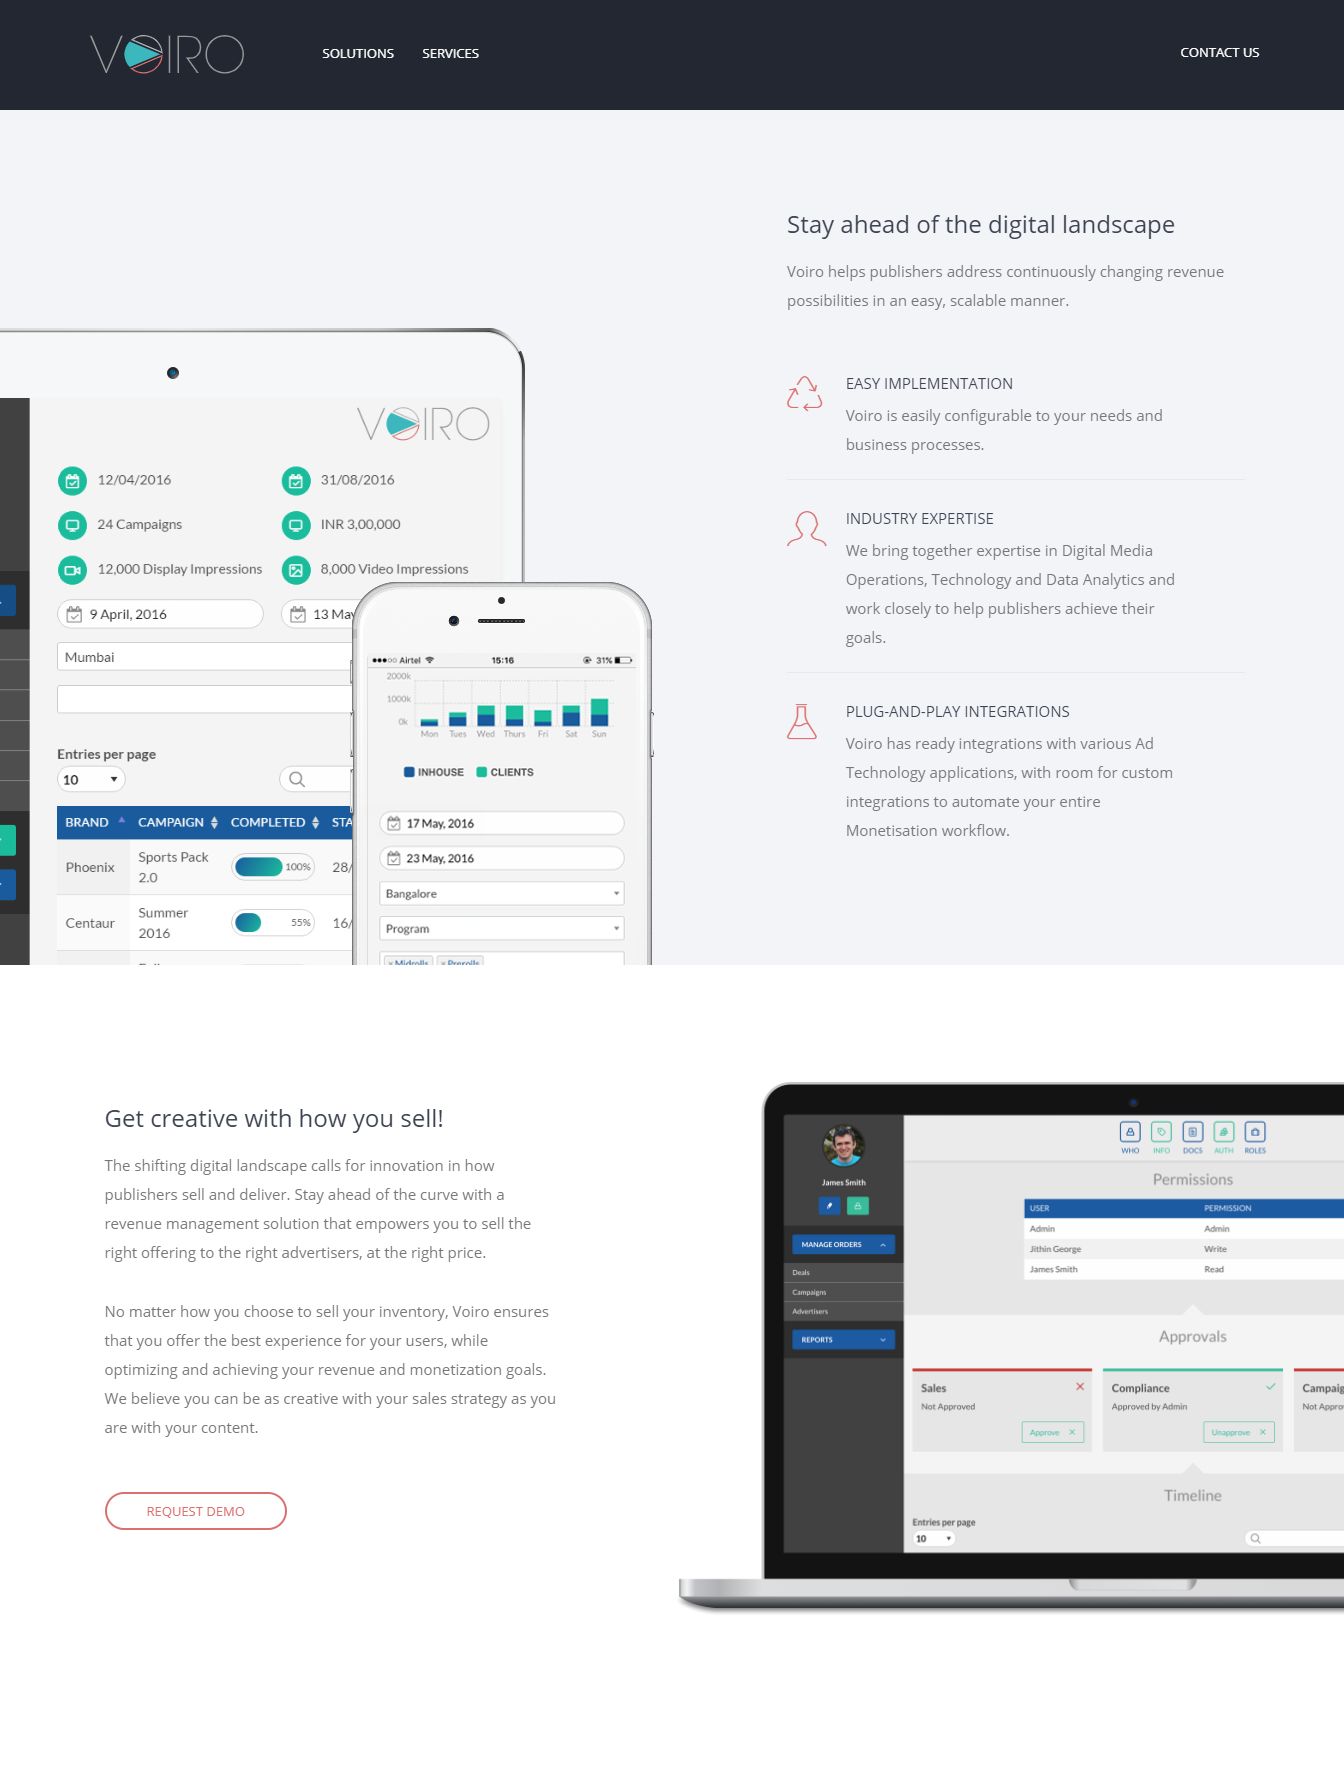 VOIRO
SOLUTIONS
SERVICES
CONTACT US
Stay ahead of the digital landscape
Voiro helps publishers address continuously changing revenue
possibilities in an easy, scalable manner.
EASY IMPLEMENTATION
Voiro is easily configurable to your needs and
business processes.
INDUSTRY EXPERTISE
We bring together expertise in Digital Media
Operations, Technology and Data Analytics and
work closely to help publishers achieve their
goals.
PLUG-AND-PLAY INTEGRATIONS
Voiro has ready integrations with various Ad
Technology applications, with room for custom
integrations to automate your entire
Monetisation workflow.
VOIRO
12/04/2016
31/08/2016
24 Campaigns
INR 3,00,000
12,000 Display Impressions
8,000 Video Impressions
9 April, 2016
13 May
Mumbai
Entries per page
10
BRAND CAMPAIGN COMPLETED STA
Phoenix
Sports Pack
2.0
100%
28/
Centaur
Summer
2016
55%
16/
Airtel 15:16 31%
2000k
1000k
0k
Mon Tues Wed Thurs Fri Sat Sun
INHOUSE CLIENTS
17 May, 2016
23 May, 2016
Bangalore
Program
× Midrolls × Prerolls
Get creative with how you sell!
The shifting digital landscape calls for innovation in how
publishers sell and deliver. Stay ahead of the curve with a
revenue management solution that empowers you to sell the
right offering to the right advertisers, at the right price.
No matter how you choose to sell your inventory, Voiro ensures
that you offer the best experience for your users, while
optimizing and achieving your revenue and monetization goals.
We believe you can be as creative with your sales strategy as you
are with your content.
REQUEST DEMO
James Smith
MANAGE ORDERS
Deals
Campaigns
Advertisers
REPORTS
WHO INFO DOCS AUTH ROLES
Permissions
USER PERMISSION
Admin Admin
Jithin George Write
James Smith Read
Approvals
Sales
Not Approved
Approve
Compliance
Approved by Admin
Unapprove
Campaig
Not Appro
Timeline
Entries per page
10